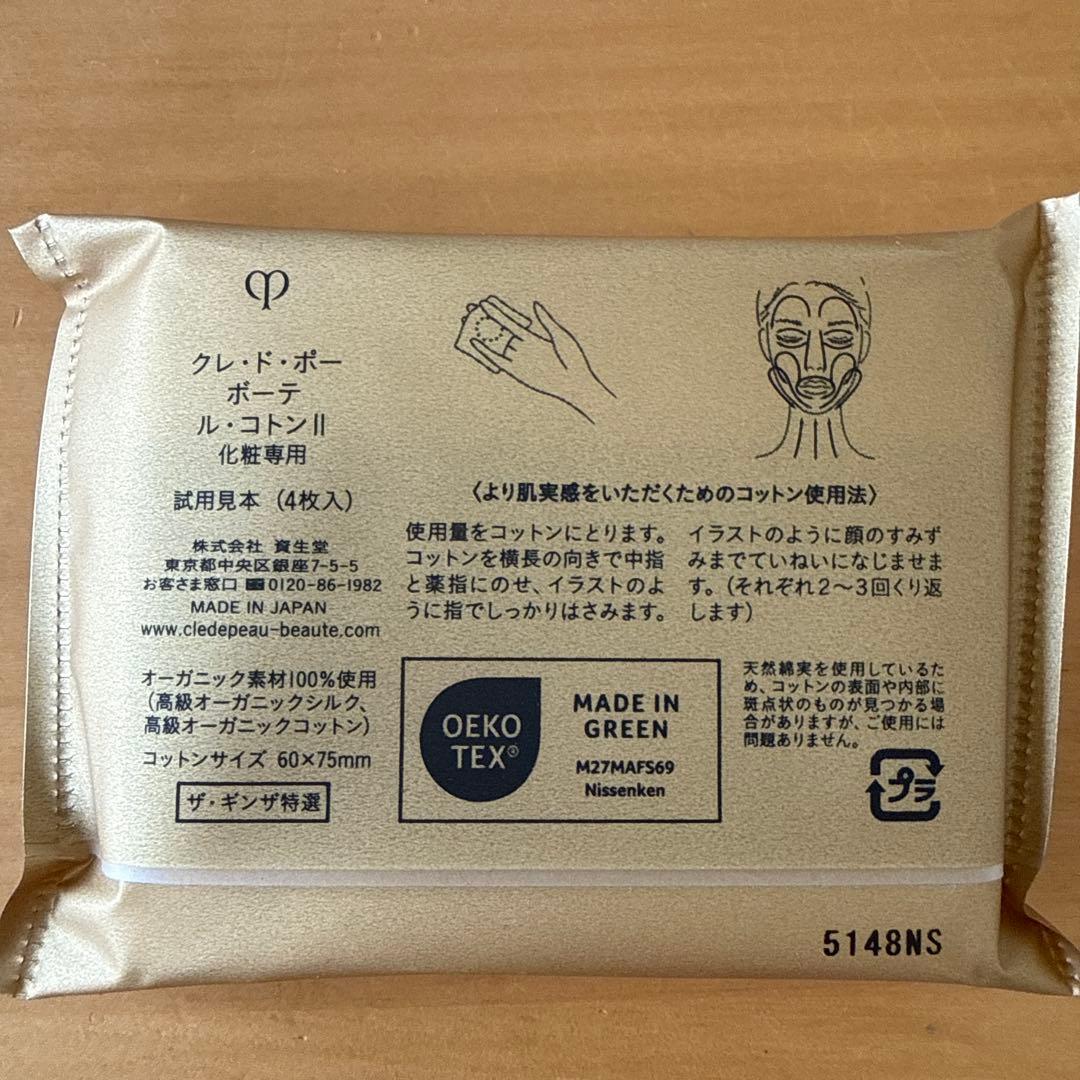 クレ・ド・ポー
ボーテ
ル・コトンⅡ
化粧専用
試用見本 (4枚入)
株式会社 資生堂
東京都中央区銀座7-5-5
お客さま窓口 0120-86-1982
MADE IN JAPAN
www.cledepeau-beaute.com
オーガニック素材100%使用
(高級オーガニックシルク、
高級オーガニックコットン)
コットンサイズ 60×75mm
ザ・ギンザ特選
〈より肌実感をいただくためのコットン使用法〉
使用量をコットンにとります。
コットンを横長の向きで中指
と薬指にのせ、イラストのよ
うに指でしっかりはさみます。
イラストのように顔のすみず
みまでていねいになじませま
す。(それぞれ2〜3回くり返
します)
OEKO
TEX®
MADE IN
GREEN
M27MAFS69
Nissenken
天然綿実を使用しているた
め、コットンの表面や内部に
斑点状のものが見つかる場
合がありますが、ご使用には
問題ありません。
プラ
5148NS